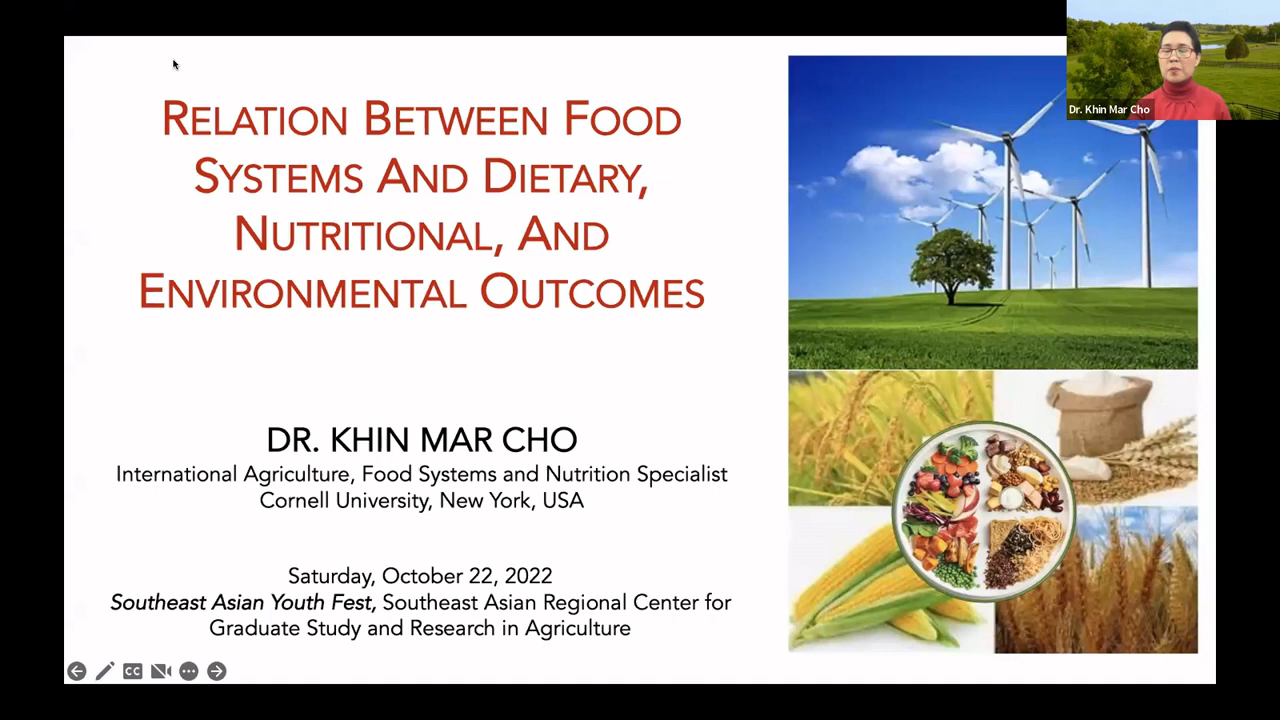 RELATION BETWEEN FOOD
SYSTEMS AND DIETARY,
NUTRITIONAL, AND
ENVIRONMENTAL OUTCOMES
DR. KHIN MAR CHO
International Agriculture, Food Systems and Nutrition Specialist
Cornell University, New York, USA
Saturday, October 22, 2022
Southeast Asian Youth Fest, Southeast Asian Regional Center for
Graduate Study and Research in Agriculture
Dr. Khin Mar Cho
CC